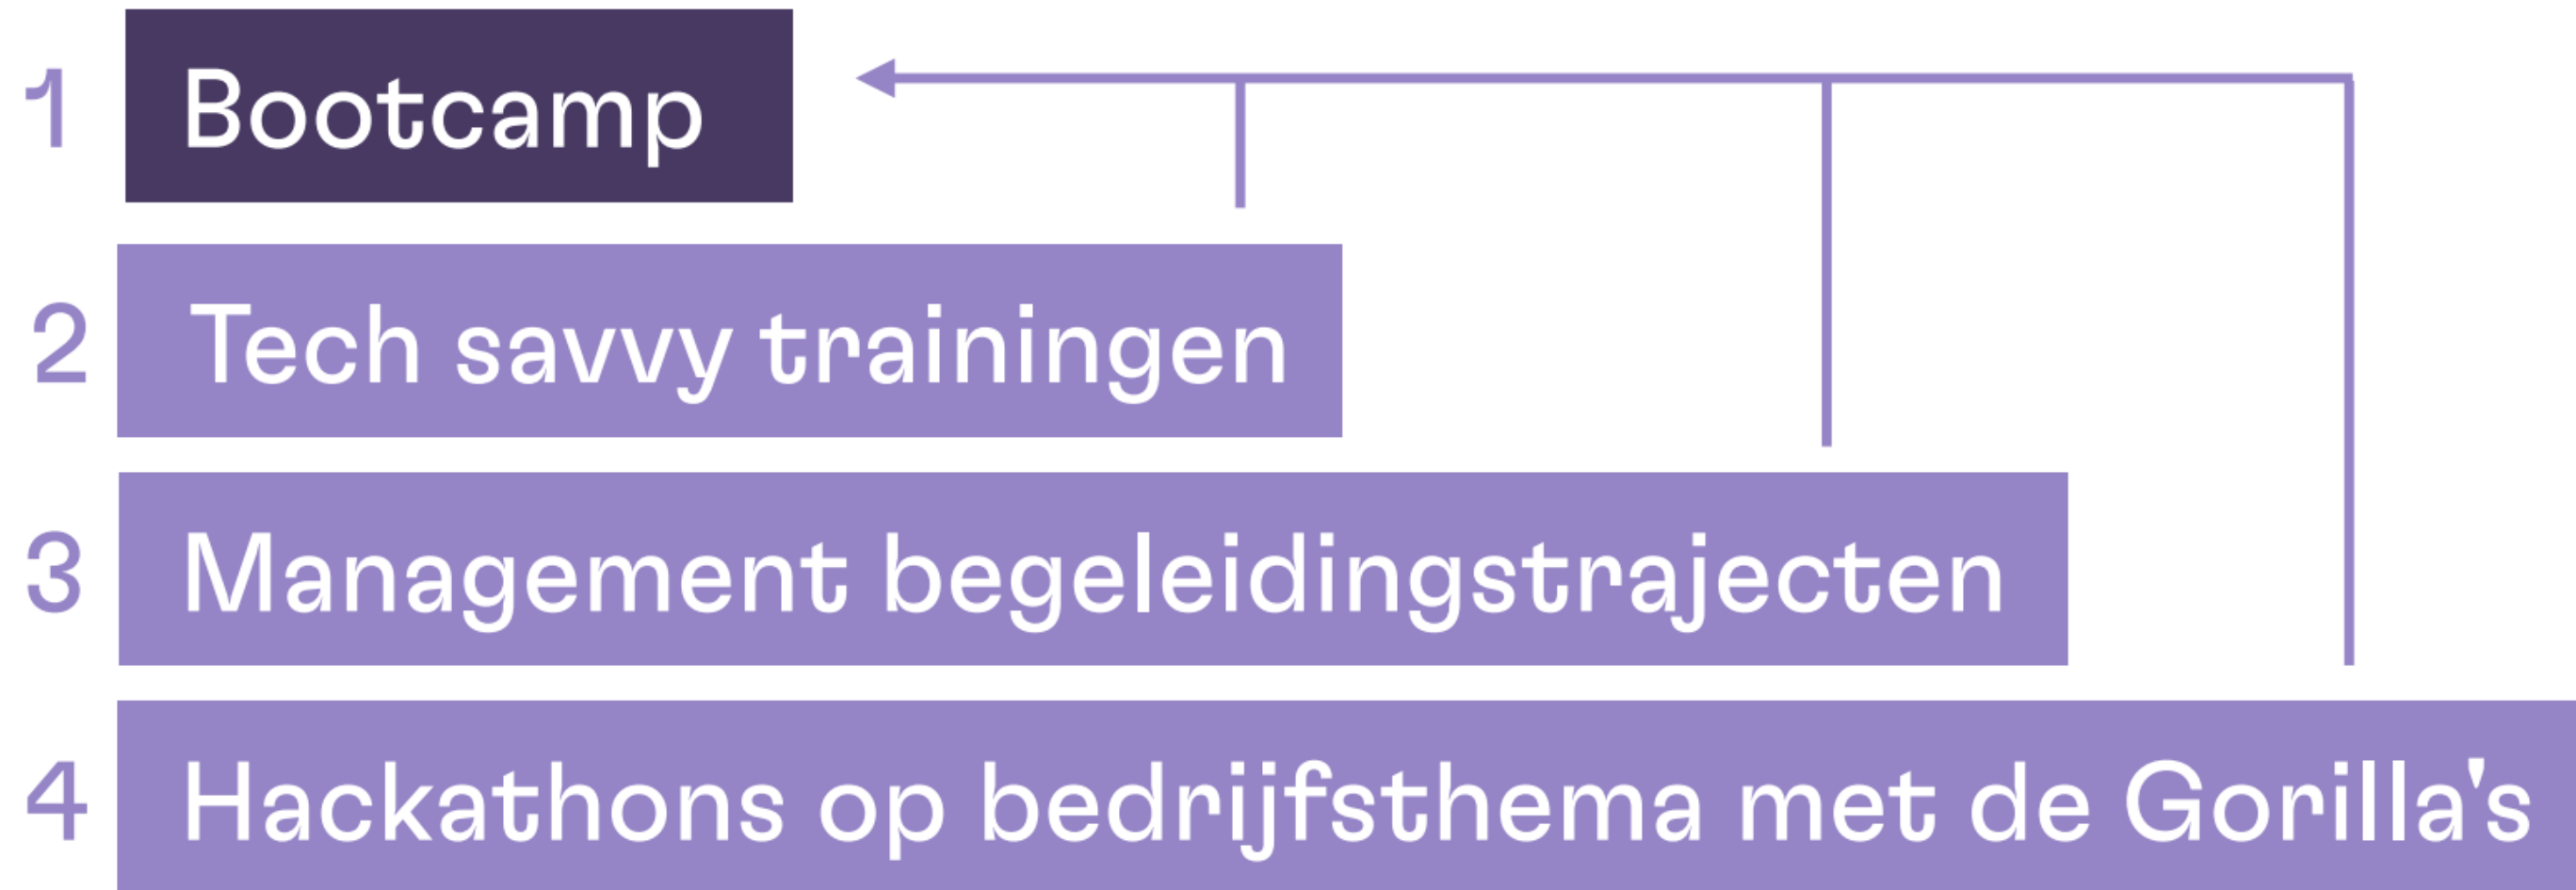 1 Bootcamp
2 Tech savvy trainingen
3 Management begeleidingstrajecten
4 Hackathons op bedrijfsthema met de Gorilla's